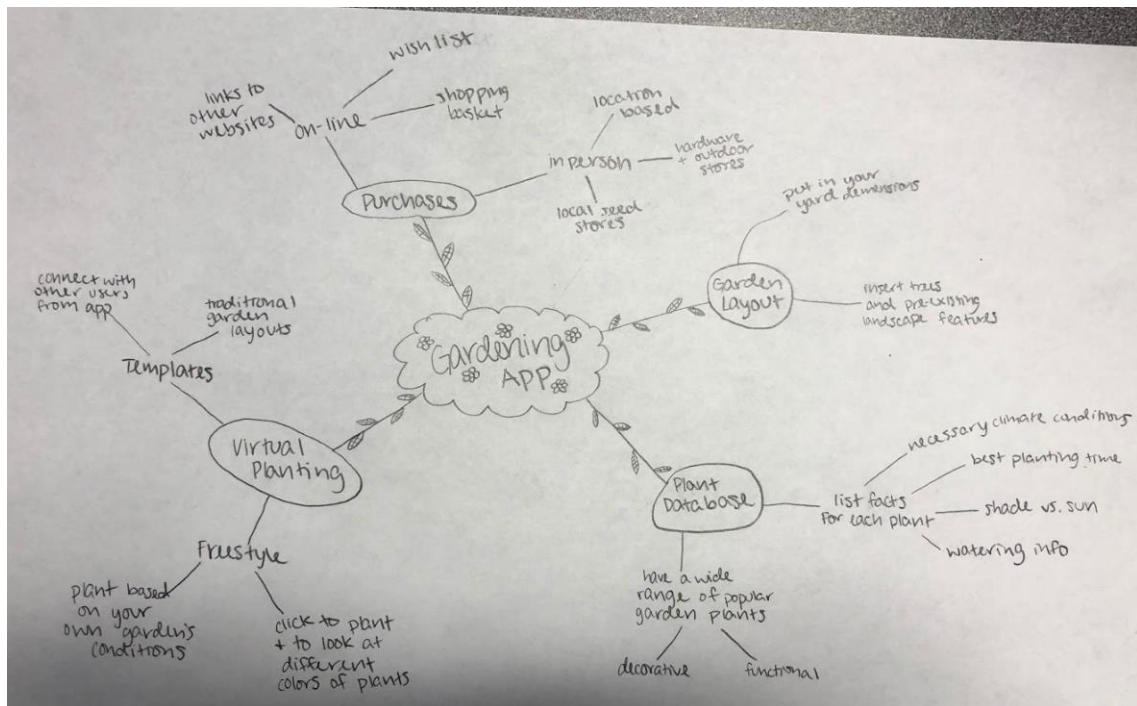 wish list
links to
other
websites
on-line
shopping
basket
location
based
in person
hardware
+ outdoor
stores
local seed
stores
Purchases
put in your
yard demensions
Garden
Layout
insert trees
and pre-existing
landscape features
connect with
other users
from app
traditional
garden
layouts
Templates
Gardening
APP
Virtual
Planting
Freestyle
plant based
on your
own garden's
conditions
click to plant
+ to look at
different
colors of plants
Plant
Database
list facts
for each plant
necessary climate conditions
best planting time
shade vs. sun
watering info
have a wide
range of popular
garden plants
decorative
functional